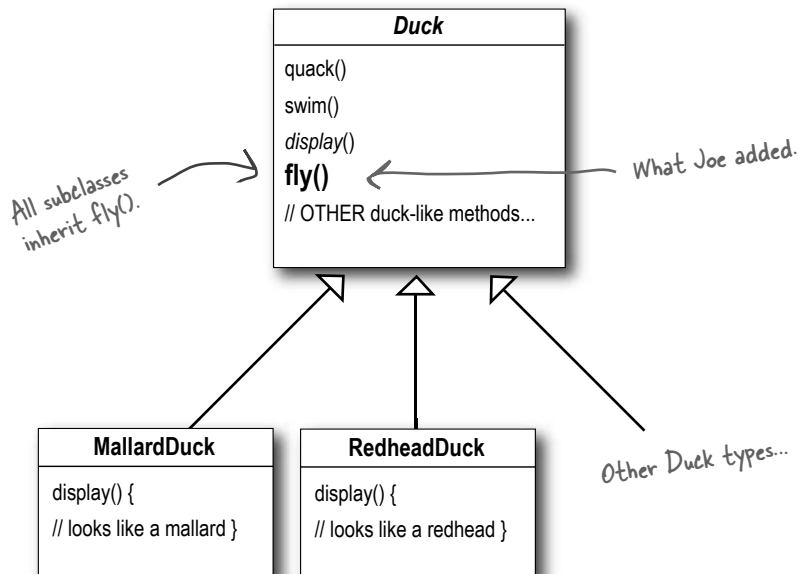 Duck
quack()
swim()
display()
fly()
// OTHER duck-like methods...
All subclasses
inherit fly().
What Joe added.
MallardDuck
display() {
// looks like a mallard }
RedheadDuck
display() {
// looks like a redhead }
Other Duck types...